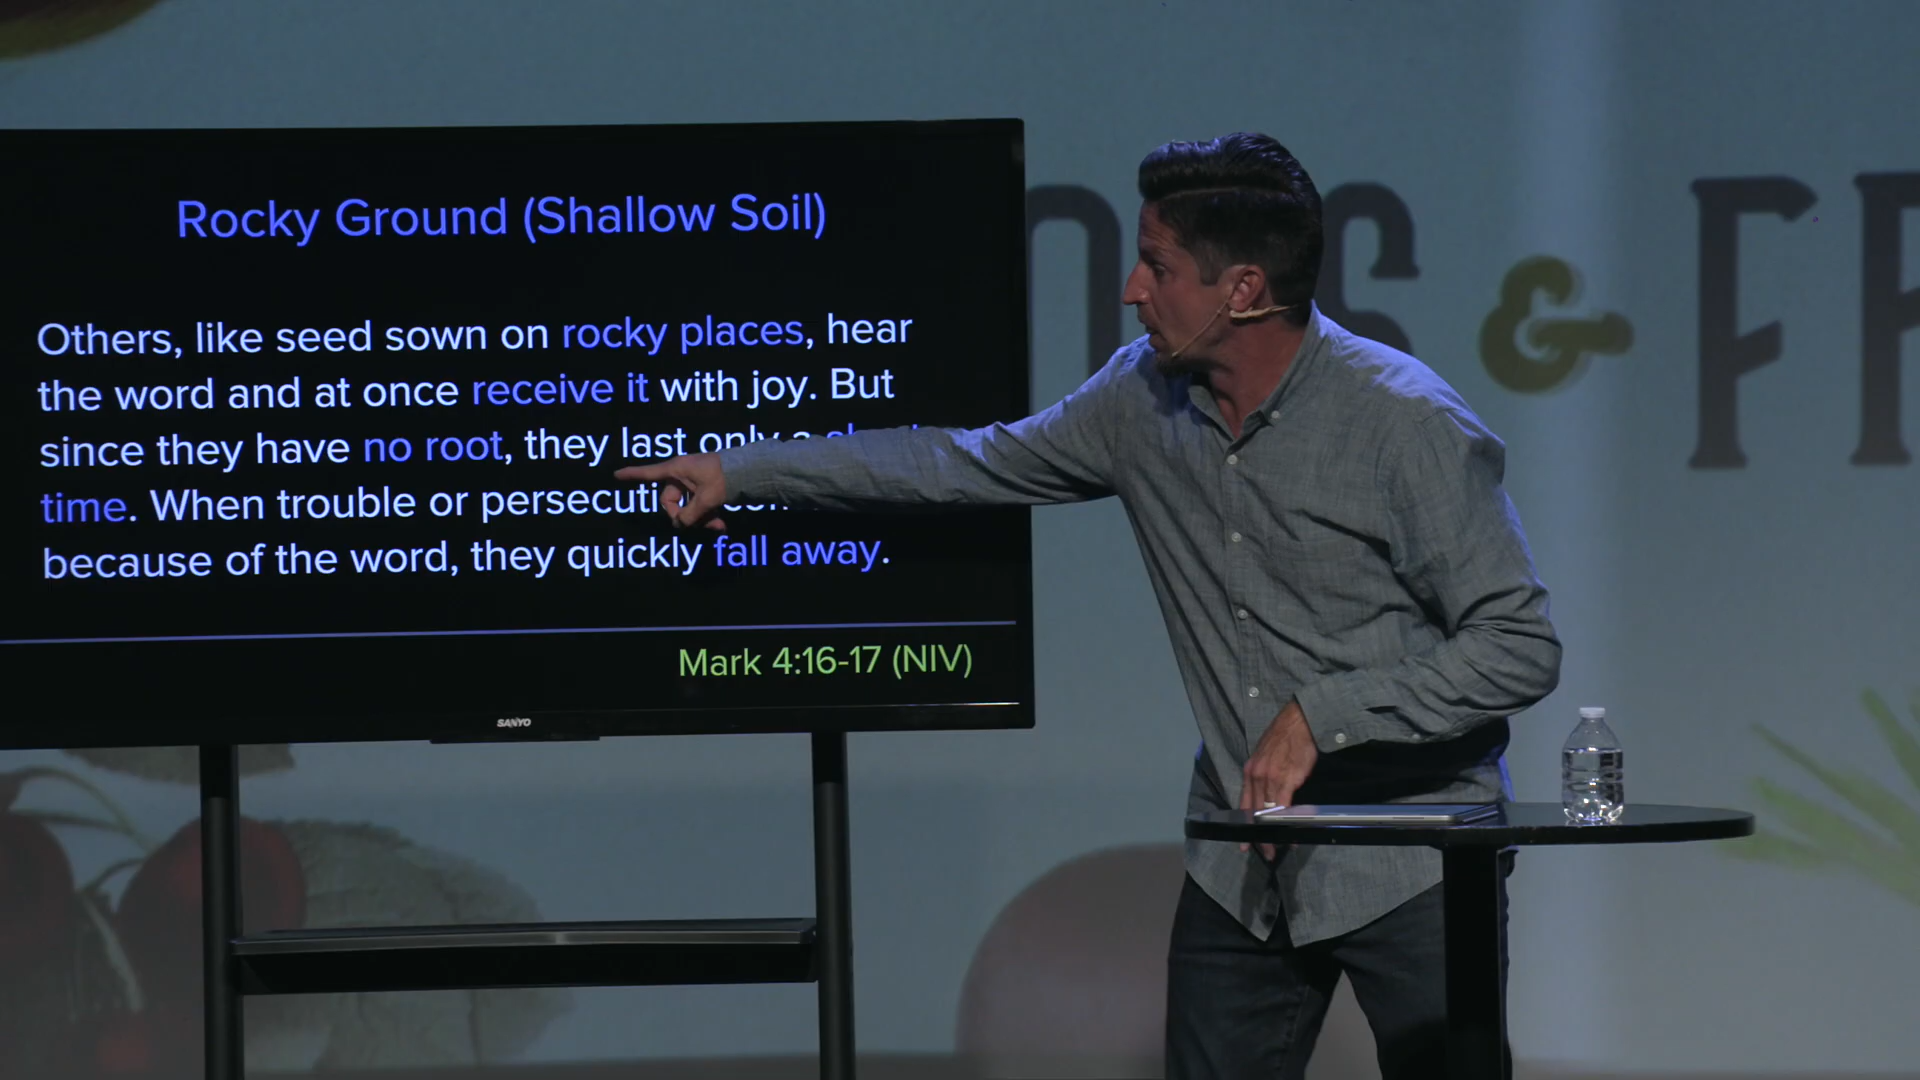 Rocky Ground (Shallow Soil)
Others, like seed sown on rocky places, hear
the word and at once receive it with joy. But
since they have no root, they last only a
time. When trouble or
because of the word, they quickly fall away.
Mark 4:16-17 (NIV)
SANYO
&